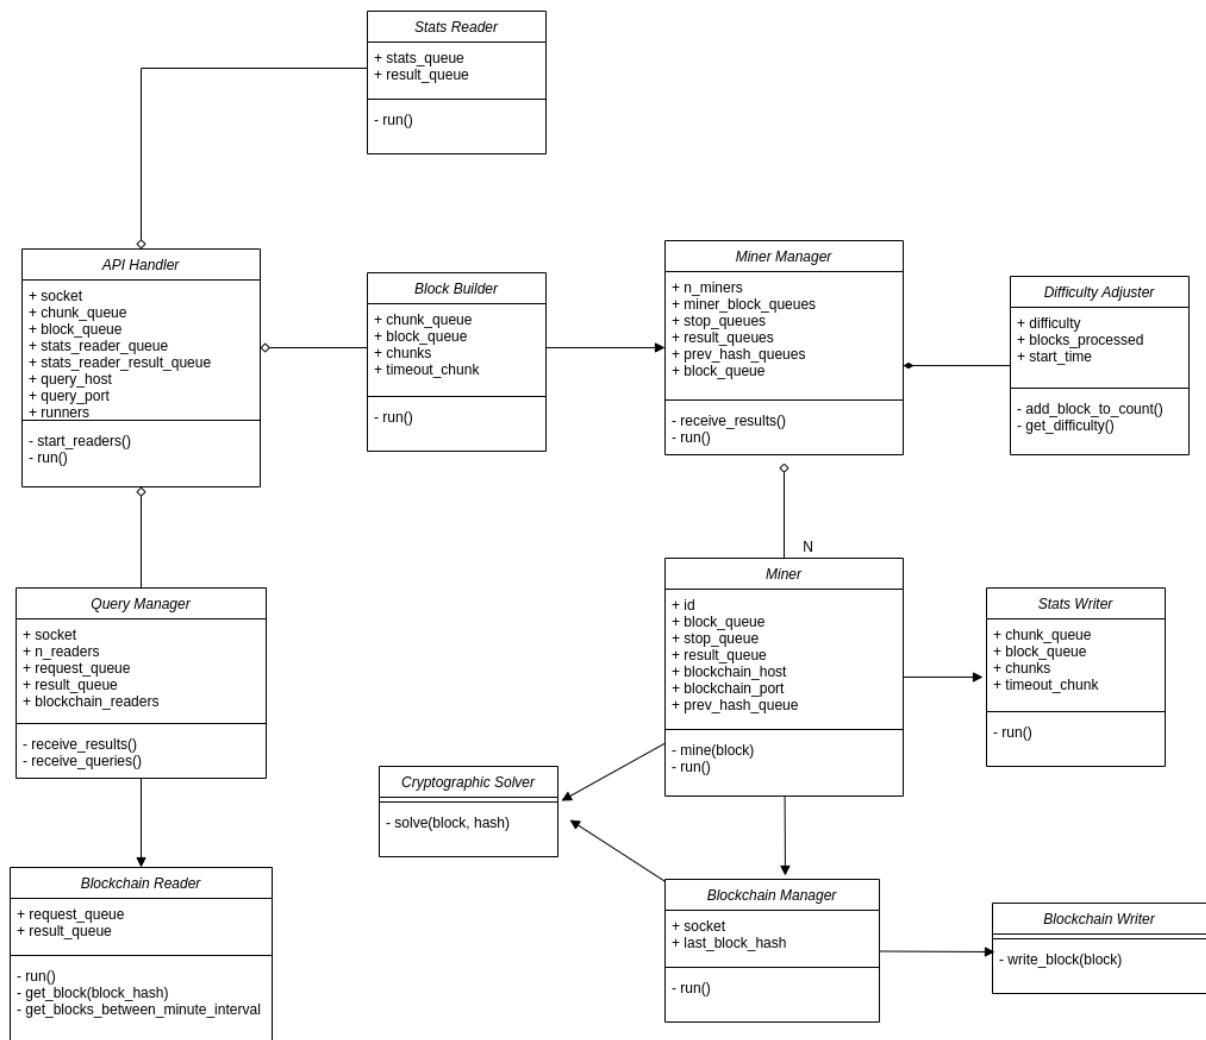 Stats Reader
+ stats_queue
+ result_queue
- run()
API Handler
+ socket
+ chunk_queue
+ block_queue
+ stats_reader_queue
+ stats_reader_result_queue
+ query_host
+ query_port
+ runners
- start_readers()
- run()
Block Builder
+ chunk_queue
+ block_queue
+ chunks
+ timeout_chunk
- run()
Miner Manager
+ n_miners
+ miner_block_queues
+ stop_queues
+ result_queues
+ prev_hash_queues
+ block_queue
- receive_results()
- run()
Difficulty Adjuster
+ difficulty
+ blocks_processed
+ start_time
- add_block_to_count()
- get_difficulty()
N
Query Manager
+ socket
+ n_readers
+ request_queue
+ result_queue
+ blockchain_readers
- receive_results()
- receive_queries()
Miner
+ id
+ block_queue
+ stop_queue
+ result_queue
+ blockchain_host
+ blockchain_port
+ prev_hash_queue
- mine(block)
- run()
Stats Writer
+ chunk_queue
+ block_queue
+ chunks
+ timeout_chunk
- run()
Cryptographic Solver
- solve(block, hash)
Blockchain Reader
+ request_queue
+ result_queue
- run()
- get_block(block_hash)
- get_blocks_between_minute_interval
Blockchain Manager
+ socket
+ last_block_hash
- run()
Blockchain Writer
- write_block(block)